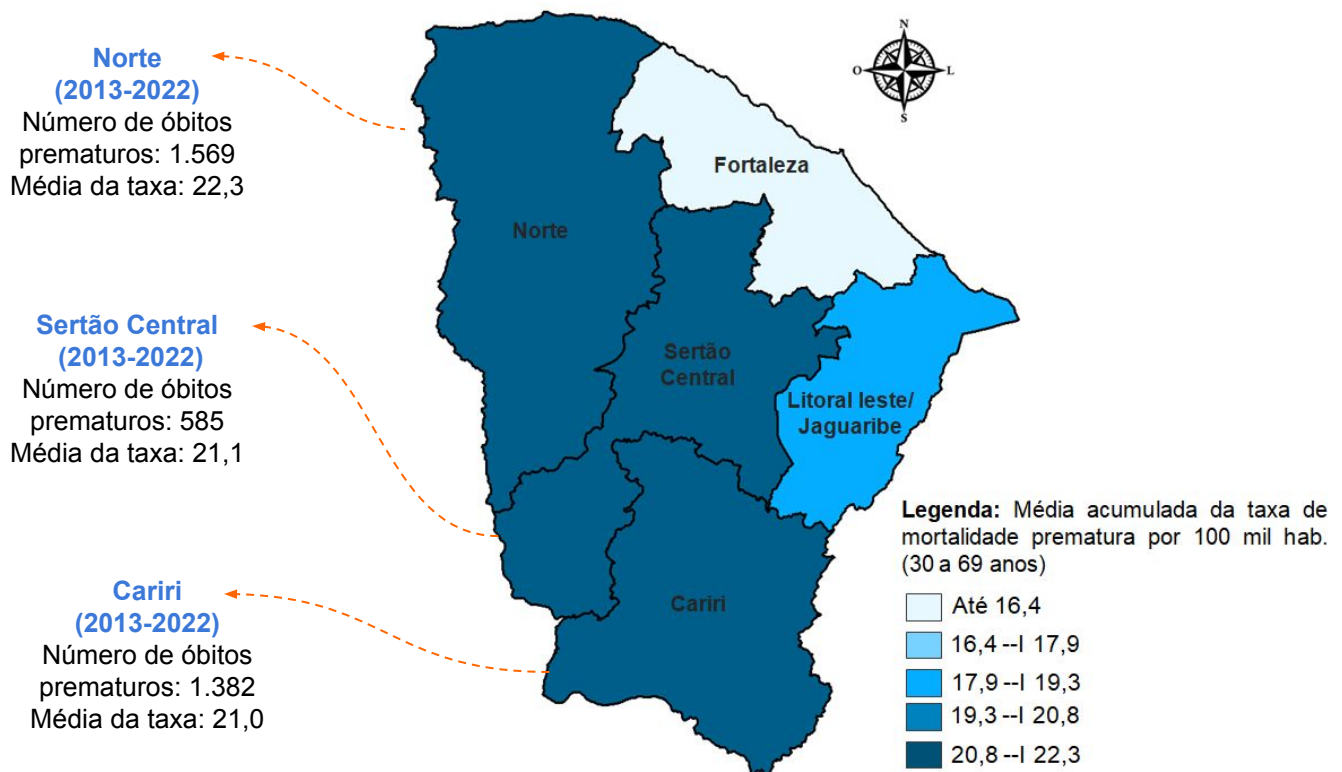 Norte
(2013-2022)
Número de óbitos
prematuros: 1.569
Média da taxa: 22,3
Sertão Central
(2013-2022)
Número de óbitos
prematuros: 585
Média da taxa: 21,1
Cariri
(2013-2022)
Número de óbitos
prematuros: 1.382
Média da taxa: 21,0
N
O
L
S
Fortaleza
Norte
Sertão
Central
Litoral leste/
Jaguaribe
Cariri
Legenda: Média acumulada da taxa de
mortalidade prematura por 100 mil hab.
(30 a 69 anos)
Até 16,4
16,4 --I 17,9
17,9 --I 19,3
19,3 --I 20,8
20,8 --I 22,3